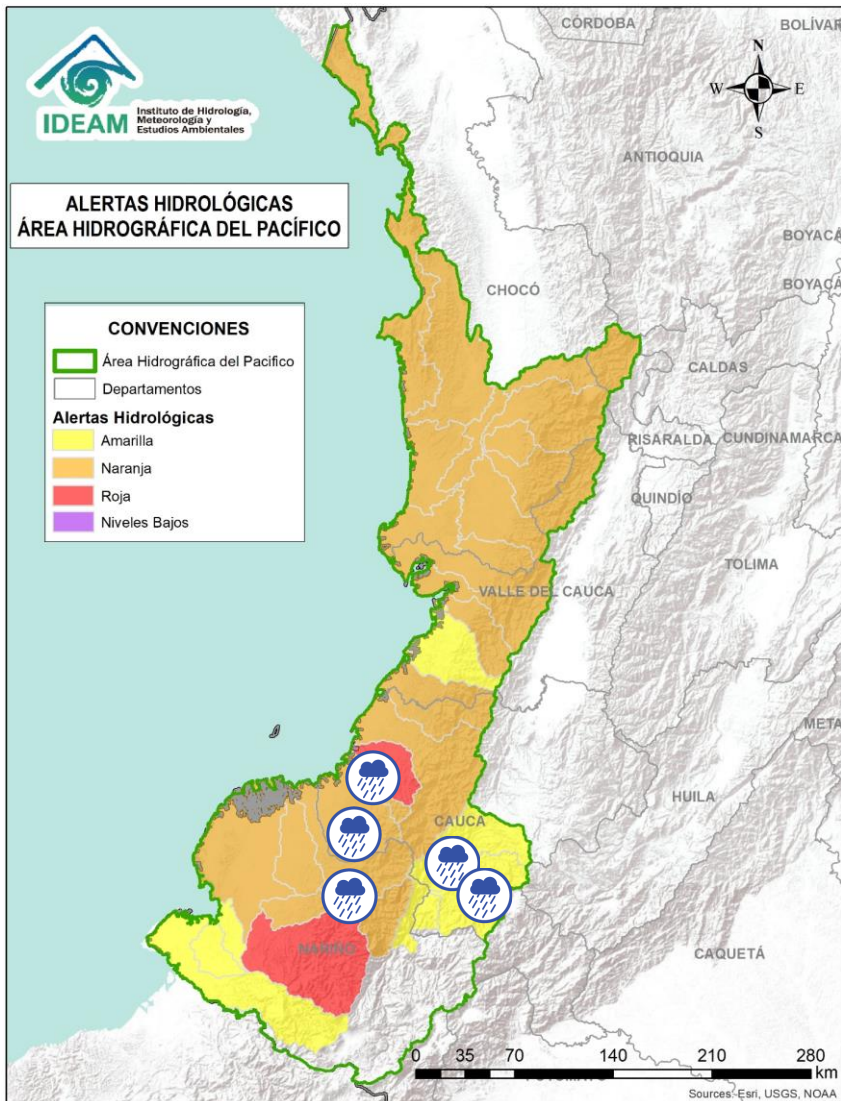 CÓRDOBA
BOLÍVAR
N
W E
S
IDEAM
Instituto de Hidrología,
Meteorología y
Estudios Ambientales
ANTIOQUIA
ALERTAS HIDROLÓGICAS
ÁREA HIDROGRÁFICA DEL PACÍFICO
BOYACÁ
BOYACÁ
CHOCÓ
CONVENCIONES
Área Hidrográfica del Pacifico
Departamentos
Alertas Hidrológicas
Amarilla
Naranja
Roja
Niveles Bajos
CALDAS
RISARALDA
CUNDINAMARCA
QUINDÍO
TOLIMA
VALLE DEL CAUCA
META
HUILA
CAUCA
NARIÑO
CAQUETÁ
0 35 70 140 210 280
km
Sources: Esri, USGS, NOAA